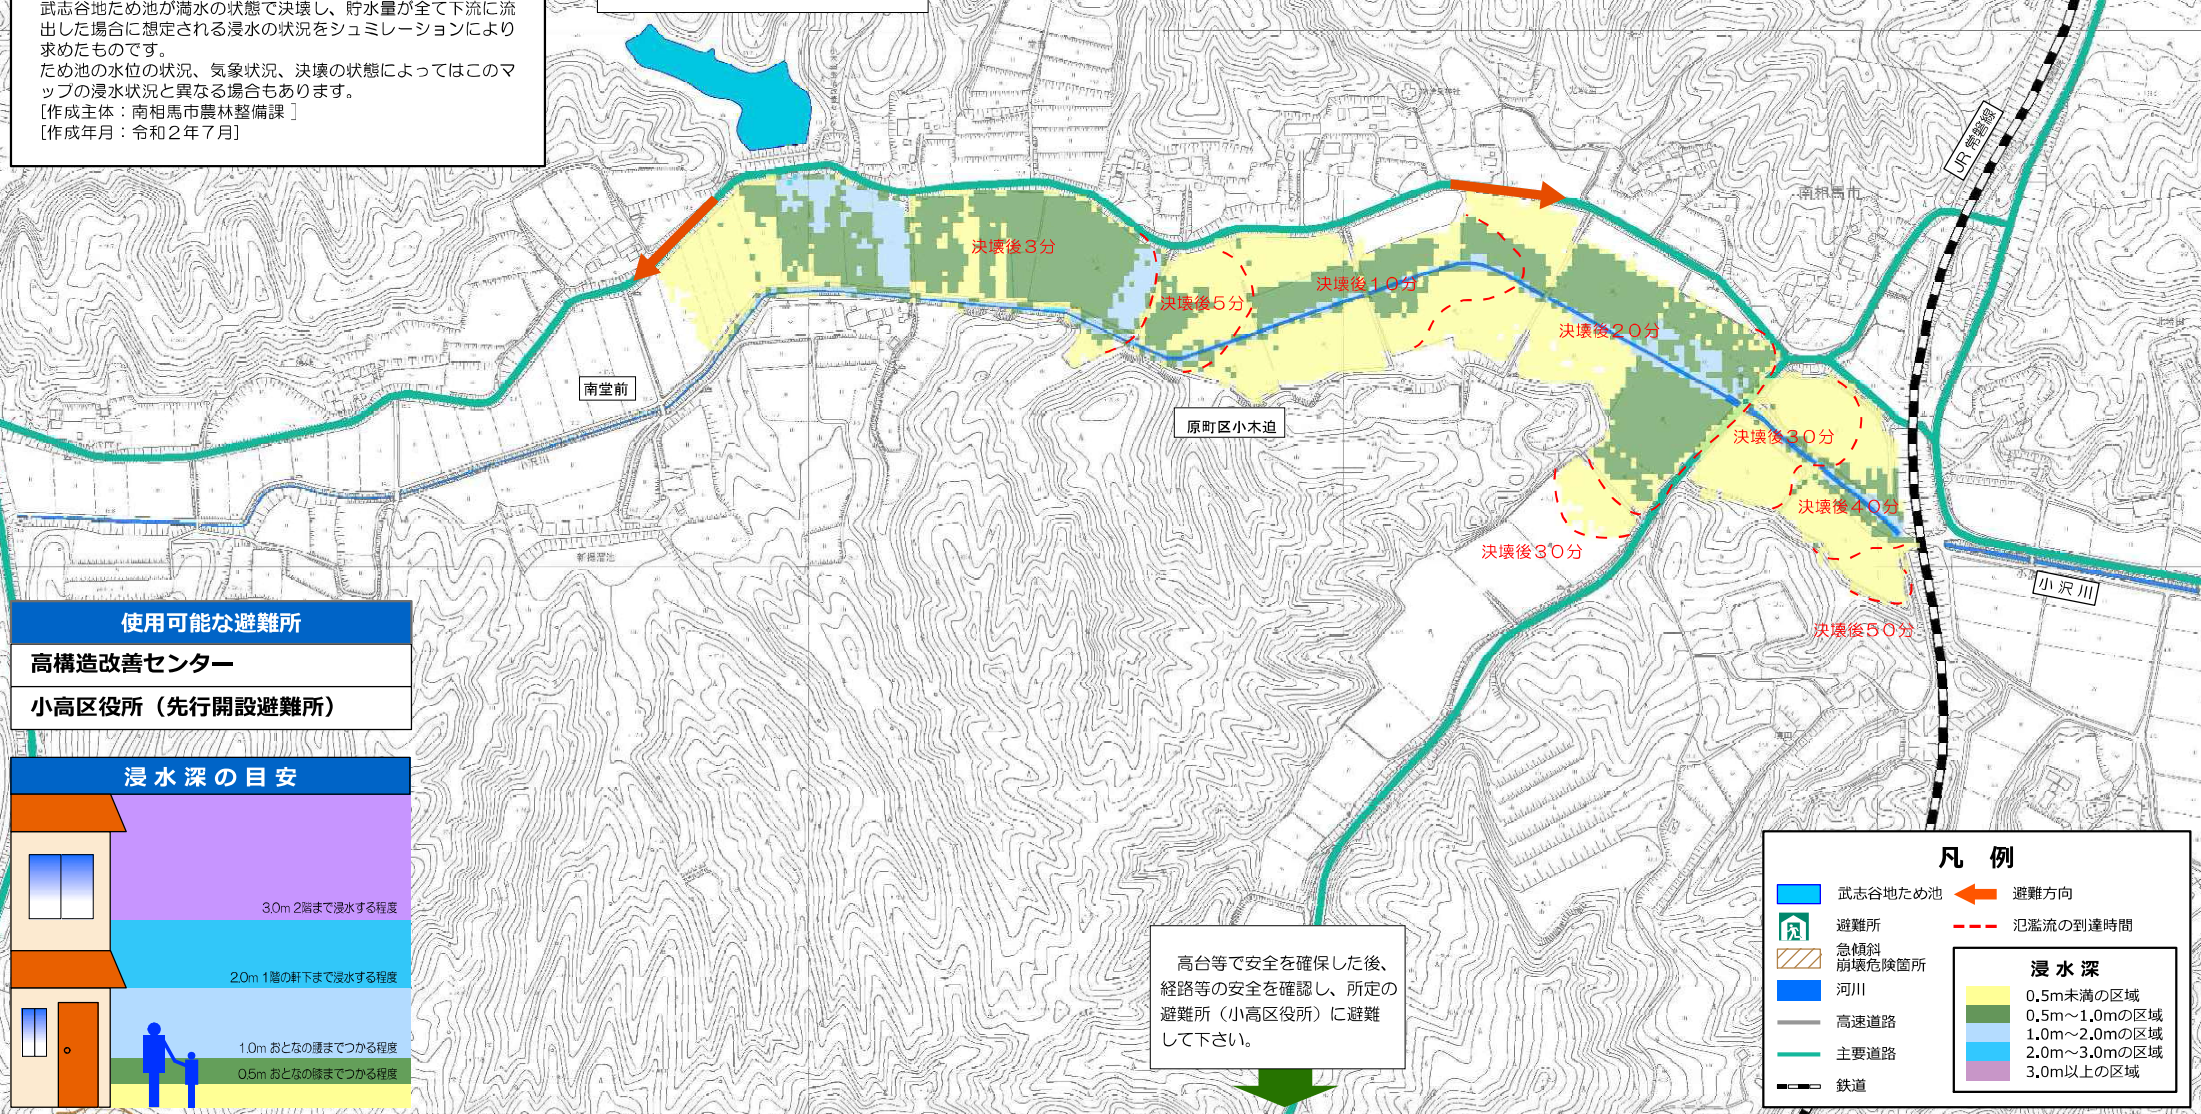 武志谷地ため池が満水の状態で決壊し、貯水量が全て下流に流
出した場合に想定される浸水の状況をシュミレーションにより
求めたものです。
ため池の水位の状況、気象状況、決壊の状態によってはこのマ
ップの浸水状況と異なる場合もあります。
[作成主体：南相馬市農林整備課 ]
[作成年月：令和2年7月]
JR 常磐線
南相馬市
決壊後3分
決壊後5分
決壊後10分
決壊後20分
決壊後30分
決壊後40分
決壊後30分
決壊後50分
南堂前
原町区小木迫
小沢川
使用可能な避難所
高構造改善センター
小高区役所（先行開設避難所）
浸水深の目安
3.0m 2階まで浸水する程度
2.0m 1階の軒下まで浸水する程度
1.0m おとなの腰までつかる程度
0.5m おとなの膝までつかる程度
高台等で安全を確保した後、
経路等の安全を確認し、所定の
避難所（小高区役所）に避難
して下さい。
凡 例
武志谷地ため池
避難方向
避難所
氾濫流の到達時間
急傾斜
崩壊危険箇所
河川
高速道路
主要道路
鉄道
浸水深
0.5m未満の区域
0.5m～1.0mの区域
1.0m～2.0mの区域
2.0m～3.0mの区域
3.0m以上の区域